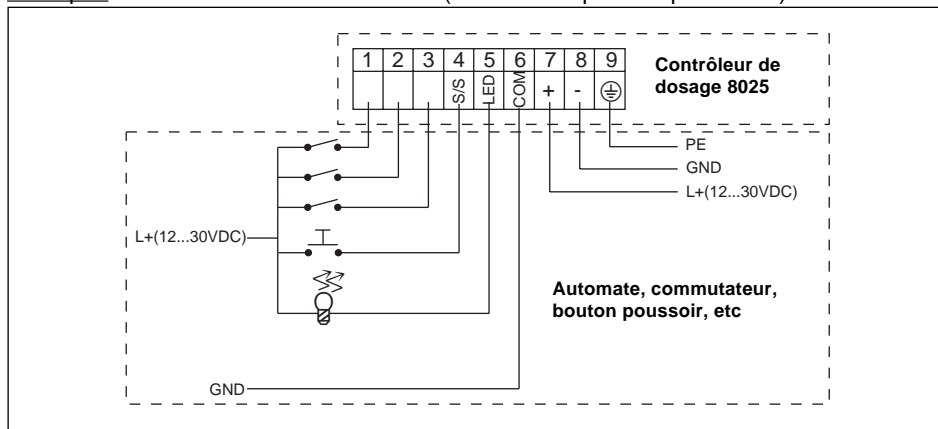 1 2 3 4 5 6 7 8 9
S/S LED COM + -
Contrôleur de
dosage 8025
PE
GND
L+(12...30VDC)
L+(12...30VDC)
Automate, commutateur,
bouton poussoir, etc
GND